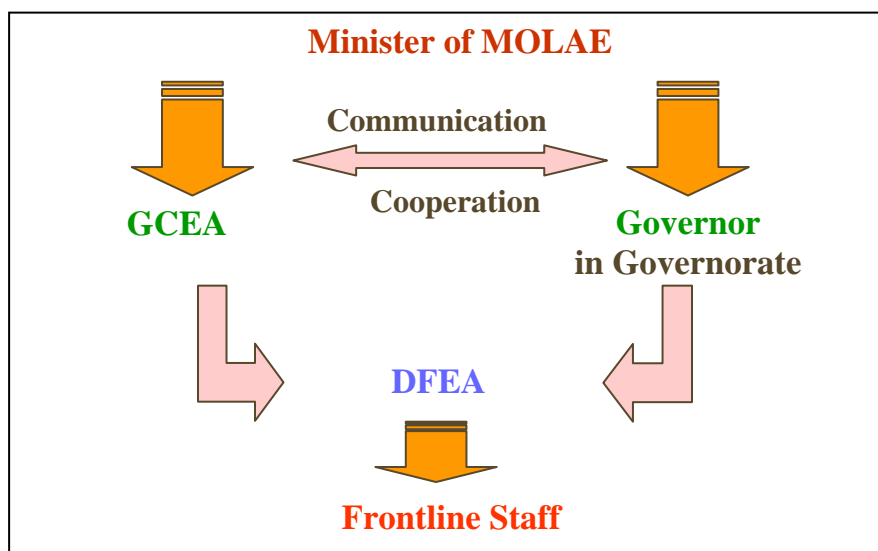 Minister of MOLAE
Communication
Cooperation
GCEA
Governor
in Governorate
DFEA
Frontline Staff